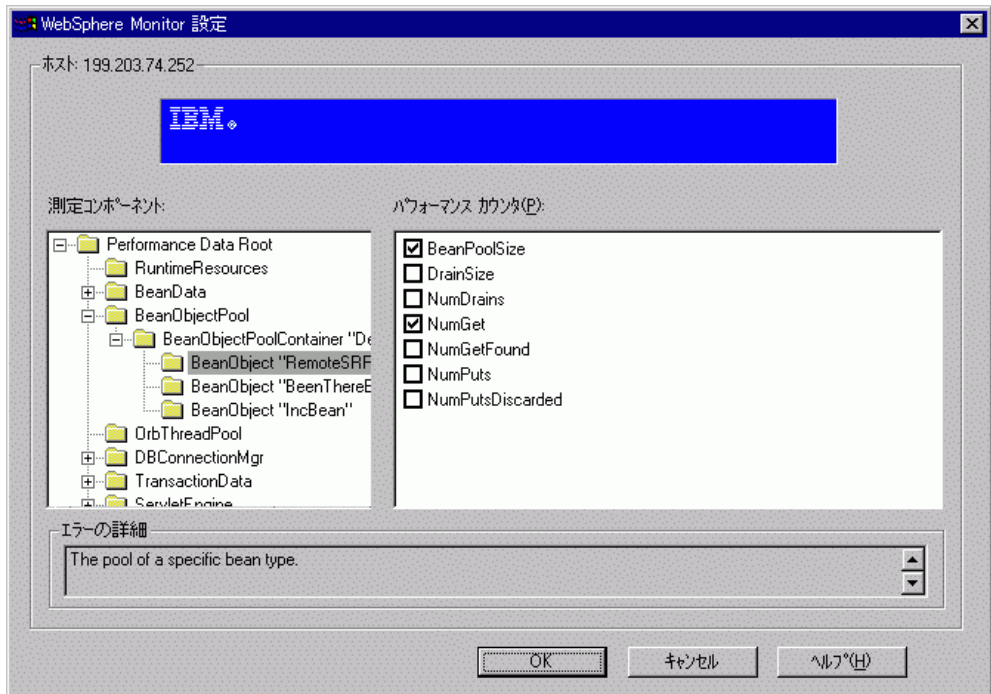 WebSphere Monitor 設定
ホスト: 199.203.74.252
IBM®
測定コンポーネント:
パフォーマンス カウンタ(P):
Performance Data Root
RuntimeResources
BeanData
BeanObjectPool
BeanObjectPoolContainer "De
BeanObject "RemoteSRF
BeanObject "BeenThereE
BeanObject "IncBean"
OrbThreadPool
DBConnectionMgr
TransactionData
ServletEngine
BeanPoolSize
DrainSize
NumDrains
NumGet
NumGetFound
NumPuts
NumPutsDiscarded
エラーの詳細
The pool of a specific bean type.
OK
キャンセル
ヘルプ(H)